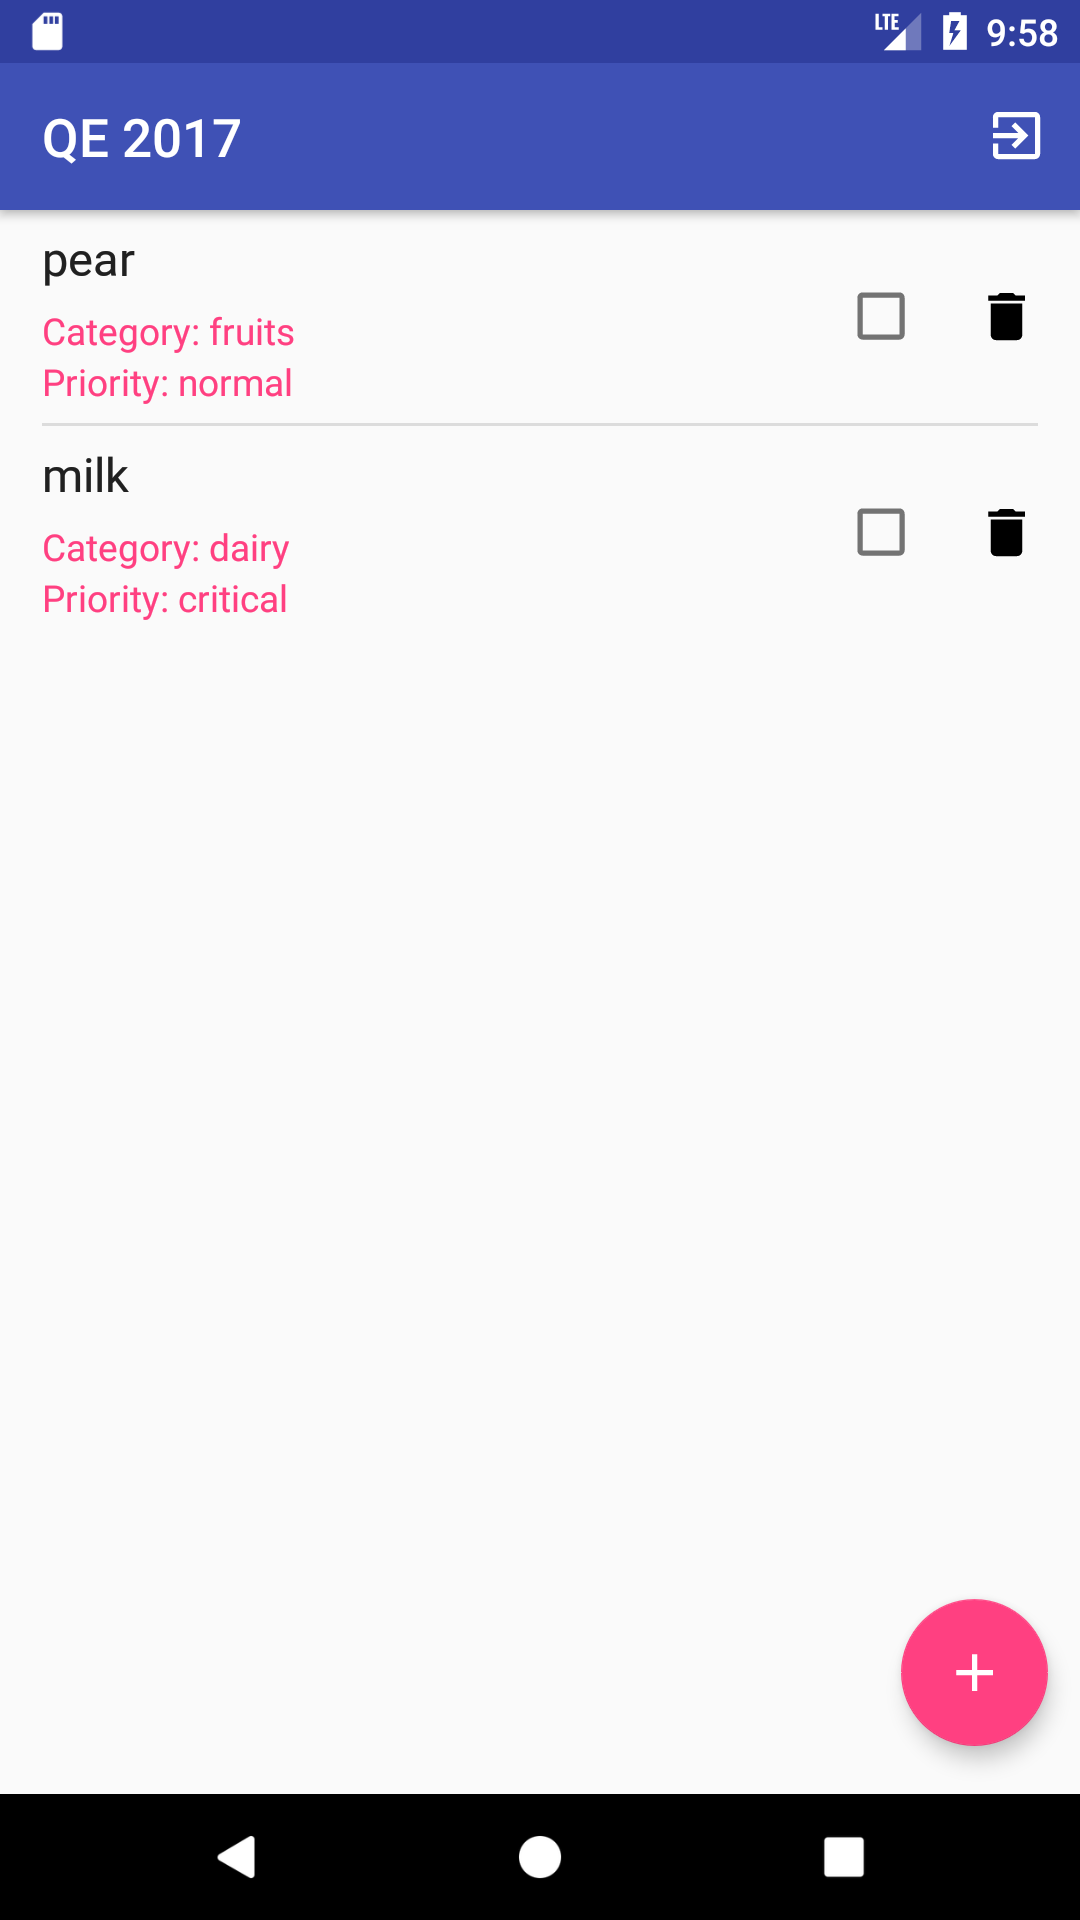 LTE 9:58
QE 2017
pear
Category: fruits
Priority: normal
milk
Category: dairy
Priority: critical